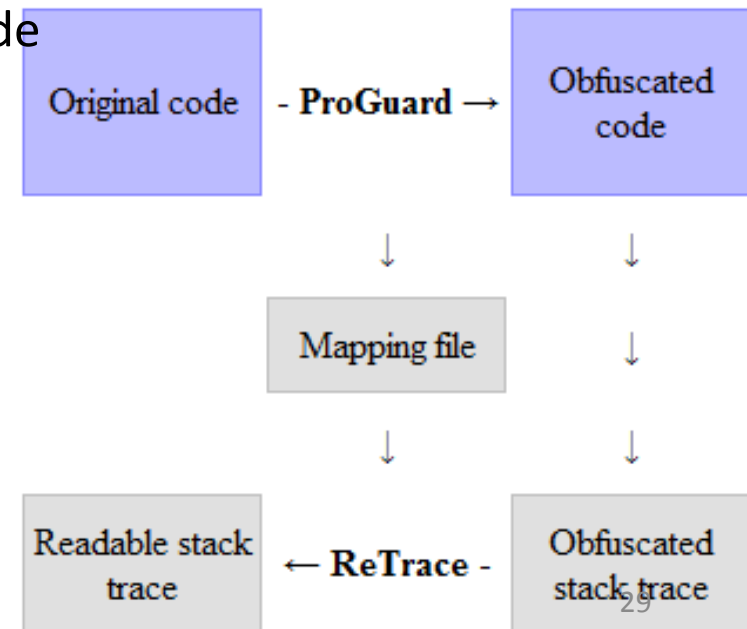 de
Original code - ProGuard → Obfuscated
code
↓ ↓
Mapping file ↓
↓ ↓
Readable stack
trace
← ReTrace - Obfuscated
stack trace
29